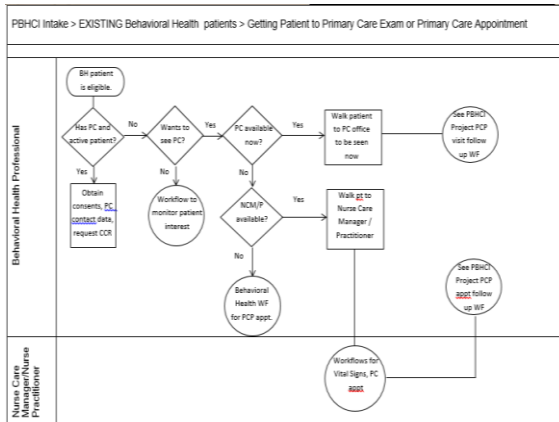 PBHCI Intake > EXISTING Behavioral Health patients > Getting Patient to Primary Care Exam or Primary Care Appointment
Behavioral Health Professional
BH patient
is eligible.
Has PC and
active patient?
No
Wants to
see PC?
Yes
PC available
now?
Yes
Walk patient
to PC office
to be seen
now
See PBHCI
Project PCP
visit follow
up WF
Yes
No
No
Obtain
consents, PC
contact data,
request CCR
Workflow to
monitor patient
interest
NCM/P
available?
Yes
Walk pt to
Nurse Care
Manager /
Practitioner
No
Behavioral
Health WF
for PCP appt.
See PBHCI
Project PCP
appt follow
up WF
Nurse Care
Manager/Nurse
Practitioner
Workflows for
Vital Signs, PC
appt